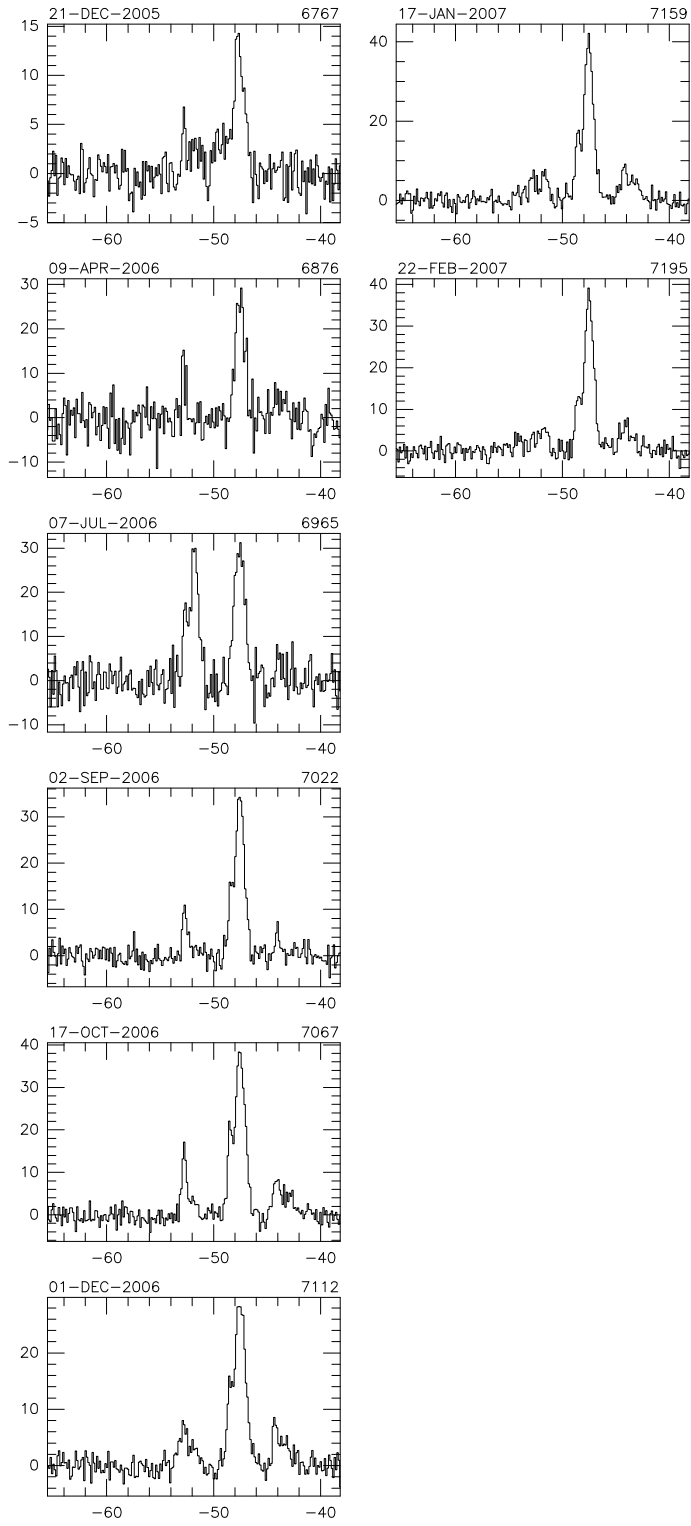 21-DEC-2005 6767
15
10
5
0
-5
-60 -50 -40
09-APR-2006 6876
30
20
10
0
-10
-60 -50 -40
07-JUL-2006 6965
30
20
10
0
-10
-60 -50 -40
02-SEP-2006 7022
30
20
10
0
-60 -50 -40
17-OCT-2006 7067
40
30
20
10
0
-60 -50 -40
01-DEC-2006 7112
20
10
0
-60 -50 -40
17-JAN-2007 7159
40
20
0
-60 -50 -40
22-FEB-2007 7195
40
30
20
10
0
-60 -50 -40